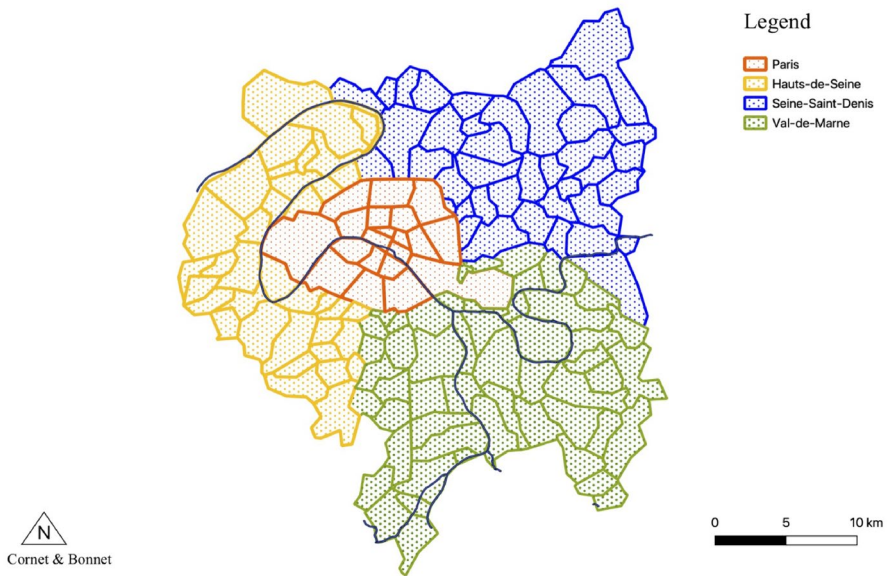 Legend
Paris
Hauts-de-Seine
Seine-Saint-Denis
Val-de-Marne
N
Cornet & Bonnet
0 5 10 km